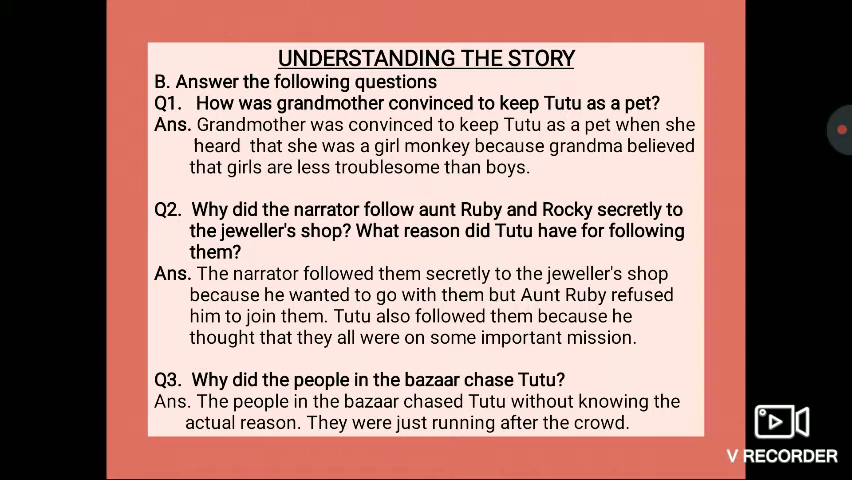 UNDERSTANDING THE STORY
B. Answer the following questions
Q1. How was grandmother convinced to keep Tutu as a pet?
Ans. Grandmother was convinced to keep Tutu as a pet when she
heard that she was a girl monkey because grandma believed
that girls are less troublesome than boys.
Q2. Why did the narrator follow aunt Ruby and Rocky secretly to
the jeweller's shop? What reason did Tutu have for following
them?
Ans. The narrator followed them secretly to the jeweller's shop
because he wanted to go with them but Aunt Ruby refused
him to join them. Tutu also followed them because he
thought that they all were on some important mission.
Q3. Why did the people in the bazaar chase Tutu?
Ans. The people in the bazaar chased Tutu without knowing the
actual reason. They were just running after the crowd.
V RECORDER